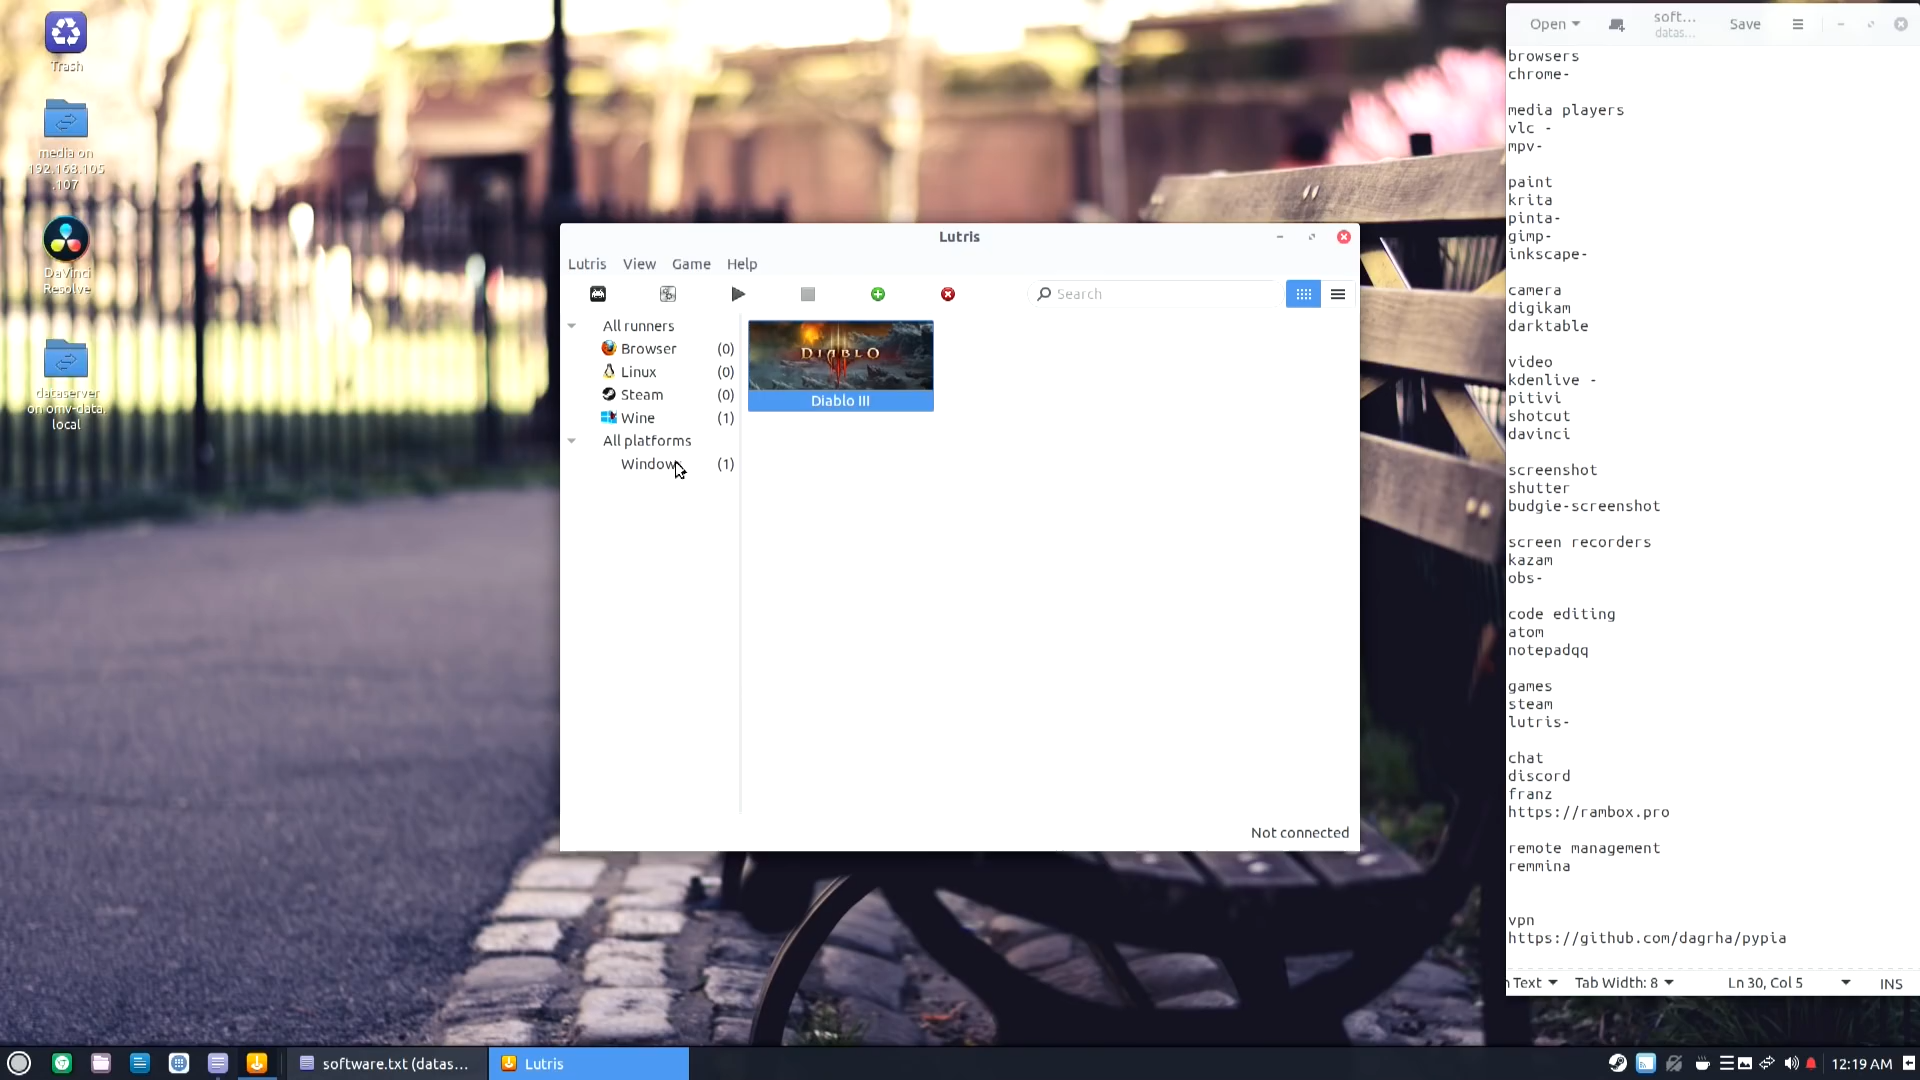 Trash
media on
192.168.105
.107
DaVinci
Resolve
dataserver
on omv-data.
local
Lutris
Lutris View Game Help
Search
All runners
Browser (0)
Linux (0)
Steam (0)
Wine (1)
All platforms
Windows (1)
DIABLO
III
Diablo III
Not connected
Open soft... Save
datas...
browsers
chrome-
media players
vlc -
mpv-
paint
krita
pinta-
gimp-
inkscape-
camera
digikam
darktable
video
kdenlive -
pitivi
shotcut
davinci
screenshot
shutter
budgie-screenshot
screen recorders
kazam
obs-
code editing
atom
notepadqq
games
steam
lutris-
chat
discord
franz
https://rambox.pro
remote management
remmina
vpn
https://github.com/dagrha/pypia
n Text Tab Width: 8 Ln 30, Col 5 INS
software.txt (datas... Lutris 12:19 AM